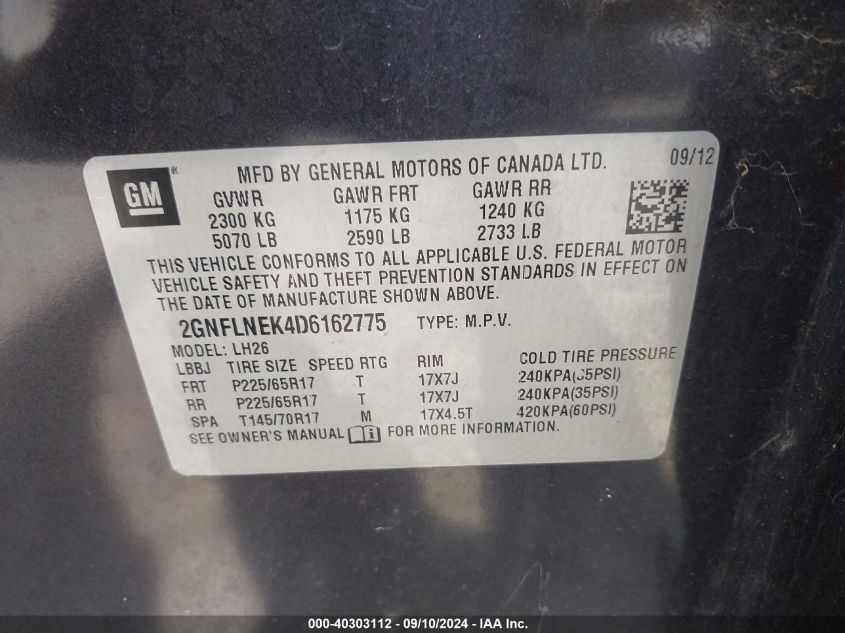 GM ®
MFD BY GENERAL MOTORS OF CANADA LTD. 09/12
GVWR GAWR FRT GAWR RR
2300 KG 1175 KG 1240 KG
5070 LB 2590 LB 2733 LB
THIS VEHICLE CONFORMS TO ALL APPLICABLE U.S. FEDERAL MOTOR
VEHICLE SAFETY AND THEFT PREVENTION STANDARDS IN EFFECT ON
THE DATE OF MANUFACTURE SHOWN ABOVE.
2GNFLNEK4D6162775 TYPE: M.P.V.
MODEL: LH26
LBBJ TIRE SIZE SPEED RTG RIM COLD TIRE PRESSURE
FRT P225/65R17 T 17X7J 240KPA(35PSI)
RR P225/65R17 T 17X7J 240KPA(35PSI)
SPA T145/70R17 M 17X4.5T 420KPA(60PSI)
SEE OWNER'S MANUAL FOR MORE INFORMATION.
000-40303112 - 09/10/2024 - IAA Inc.